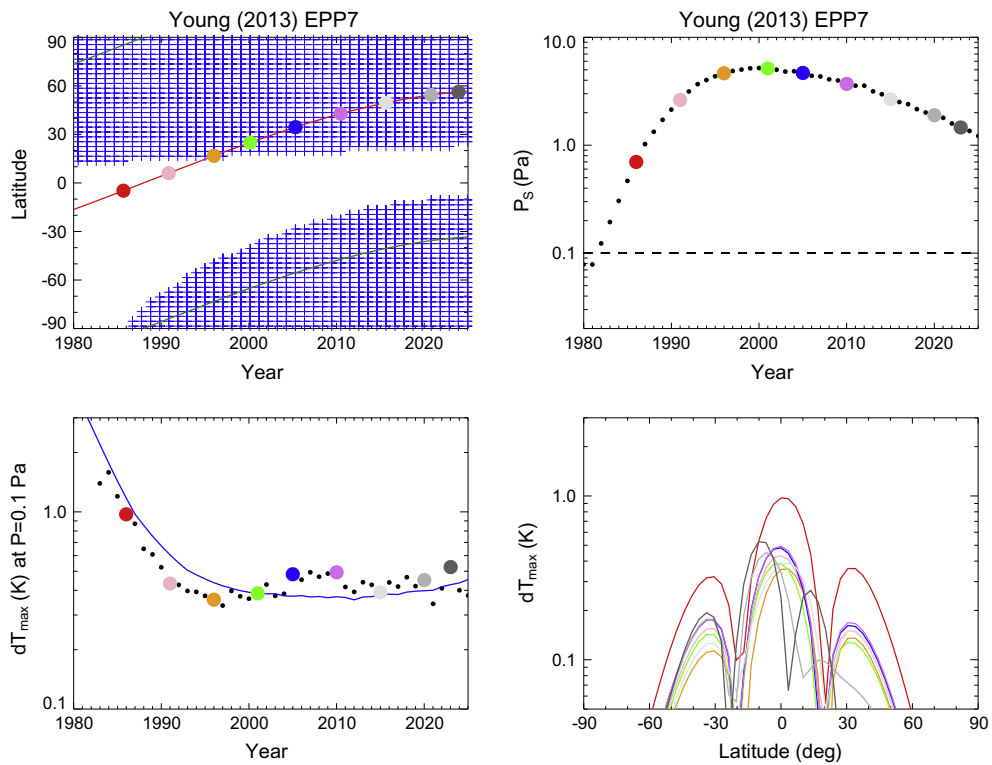 Young (2013) EPP7
90
60
30
0
-30
-60
-90
Latitude
1980 1990 2000 2010 2020
Year
Young (2013) EPP7
10.0
1.0
0.1
P_S (Pa)
1980 1990 2000 2010 2020
Year
1.0
0.1
dT_max (K) at P=0.1 Pa
1980 1990 2000 2010 2020
Year
1.0
0.1
dT_max (K)
-90 -60 -30 0 30 60 90
Latitude (deg)